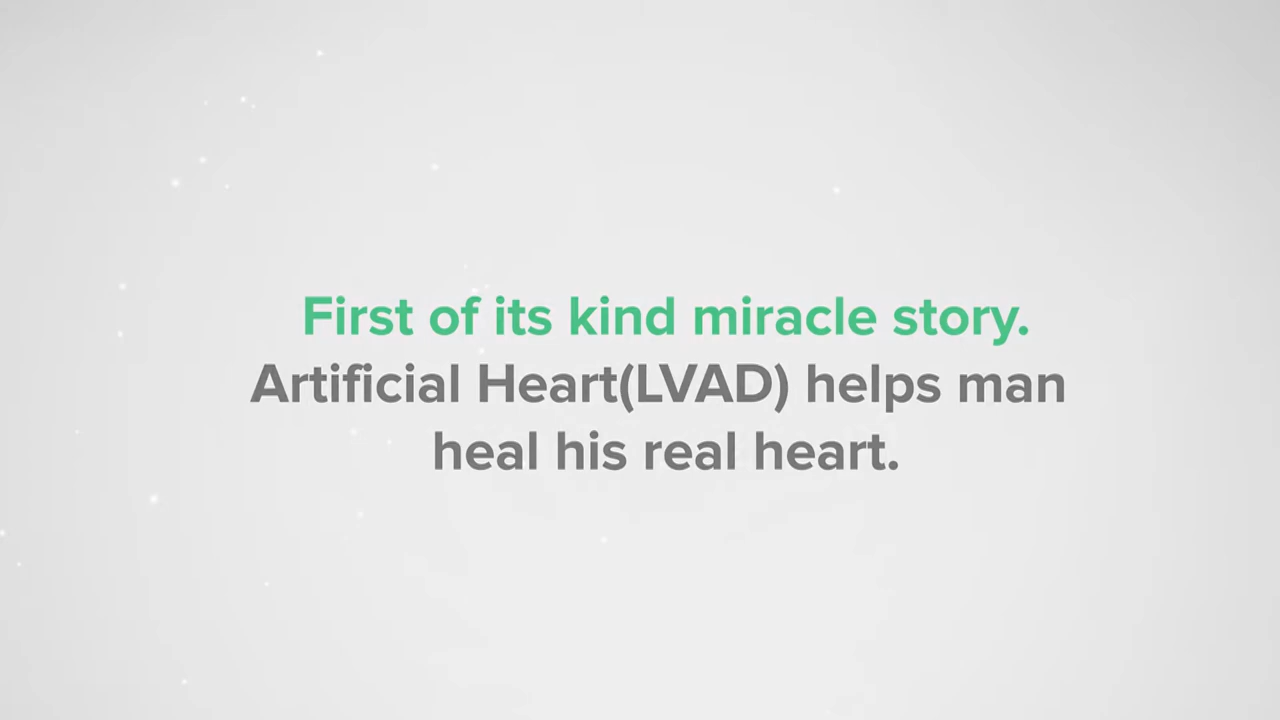 First of its kind miracle story.
Artificial Heart(LVAD) helps man
heal his real heart.